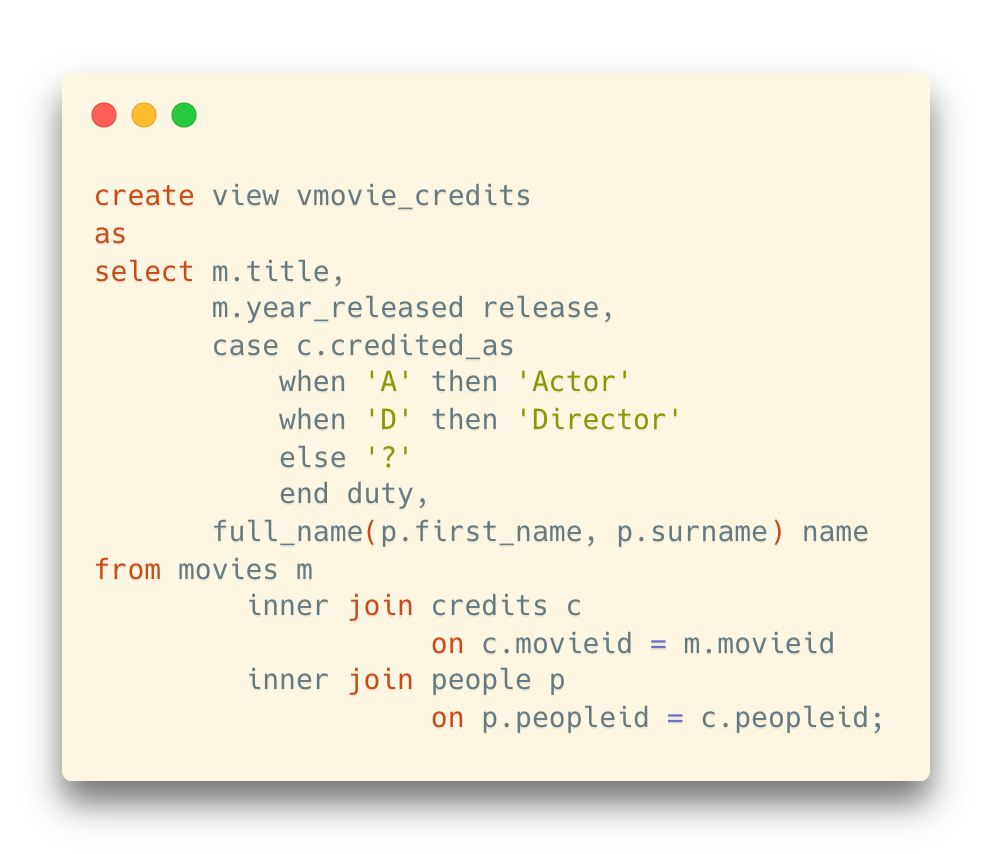 create view vmovie_credits
as
select m.title,
       m.year_released release,
       case c.credited_as
           when 'A' then 'Actor'
           when 'D' then 'Director'
           else '?'
           end duty,
       full_name(p.first_name, p.surname) name
from movies m
         inner join credits c
                    on c.movieid = m.movieid
         inner join people p
                    on p.peopleid = c.peopleid;